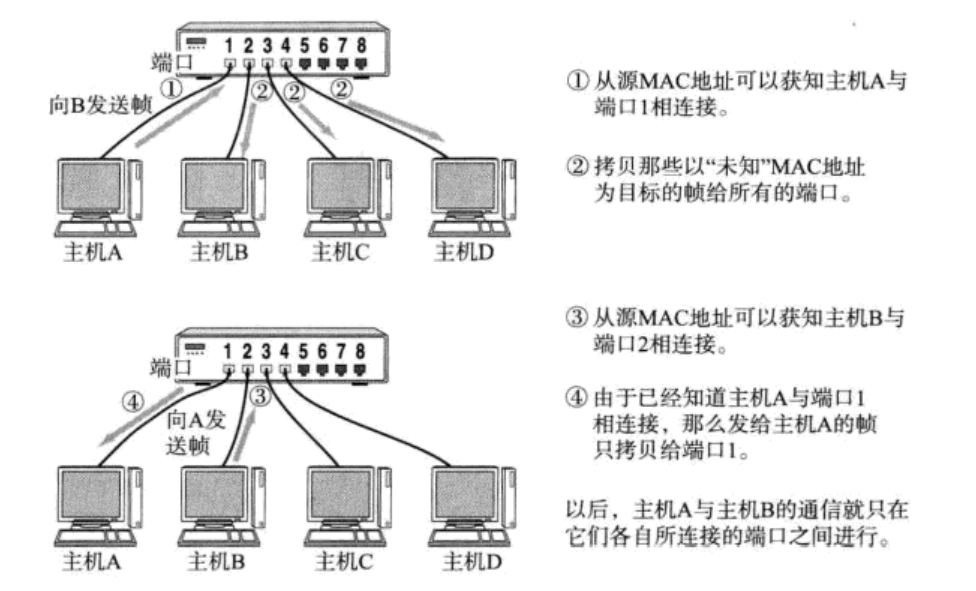 1 2 3 4 5 6 7 8
端口
① ② ② ②
向B发送帧
主机A 主机B 主机C 主机D
① 从源MAC地址可以获知主机A与
端口1相连接。
② 拷贝那些以“未知”MAC地址
为目标的帧给所有的端口。
1 2 3 4 5 6 7 8
端口
④ ③
向A发
送帧
主机A 主机B 主机C 主机D
③ 从源MAC地址可以获知主机B与
端口2相连接。
④ 由于已经知道主机A与端口1
相连接，那么发给主机A的帧
只拷贝给端口1。
以后，主机A与主机B的通信就只在
它们各自所连接的端口之间进行。